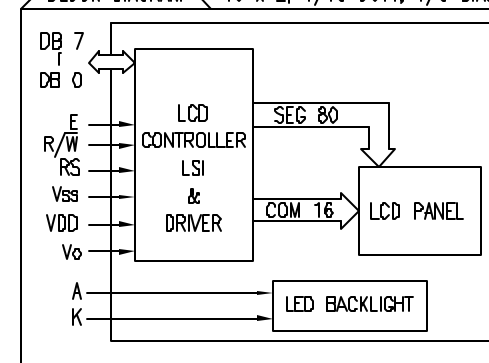 DB 7
DB 0
E
R/W̅
RS
Vss
VDD
Vo
A
K
LCD
CONTROLLER
LSI
&
DRIVER
SEG 80
COM 16
LCD PANEL
LED BACKLIGHT